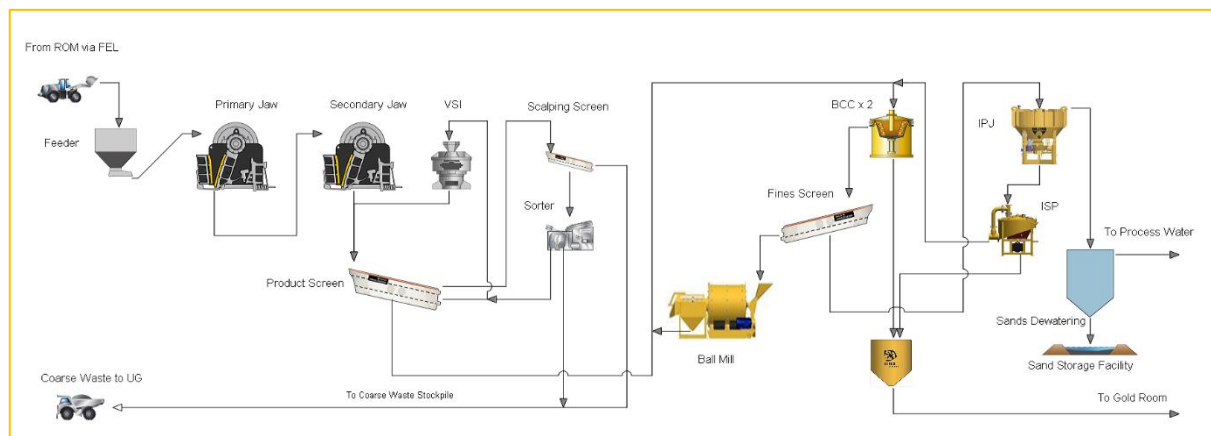 From ROM via FEL
Primary Jaw
Secondary Jaw
VSI
Scalping Screen
BCC x 2
IPJ
Feeder
Fines Screen
ISP
Sorter
To Process Water
Product Screen
Sands Dewatering
Ball Mill
Sand Storage Facility
Coarse Waste to UG
To Coarse Waste Stockpile
To Gold Room